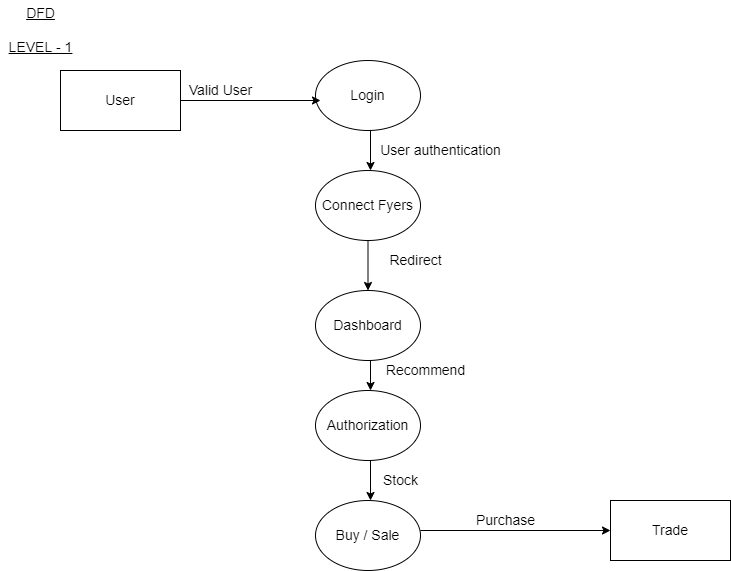 DFD
LEVEL - 1
User
Valid User
Login
User authentication
Connect Fyers
Redirect
Dashboard
Recommend
Authorization
Stock
Buy / Sale
Purchase
Trade